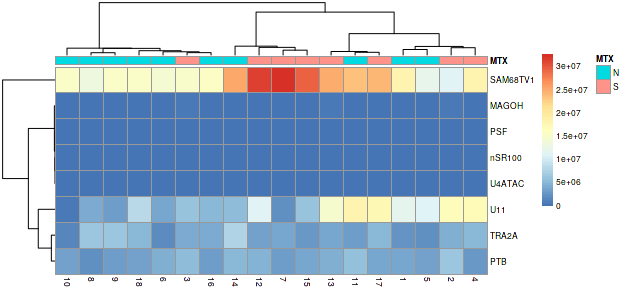 MTX
SAM68TV1
MAGOH
PSF
nSR100
U4ATAC
U11
TRA2A
PTB
10 8 9 18 6 3 16 14 12 7 15 13 11 17 1 5 2 4
3e+07
2.5e+07
2e+07
1.5e+07
1e+07
5e+06
0
MTX
N
S